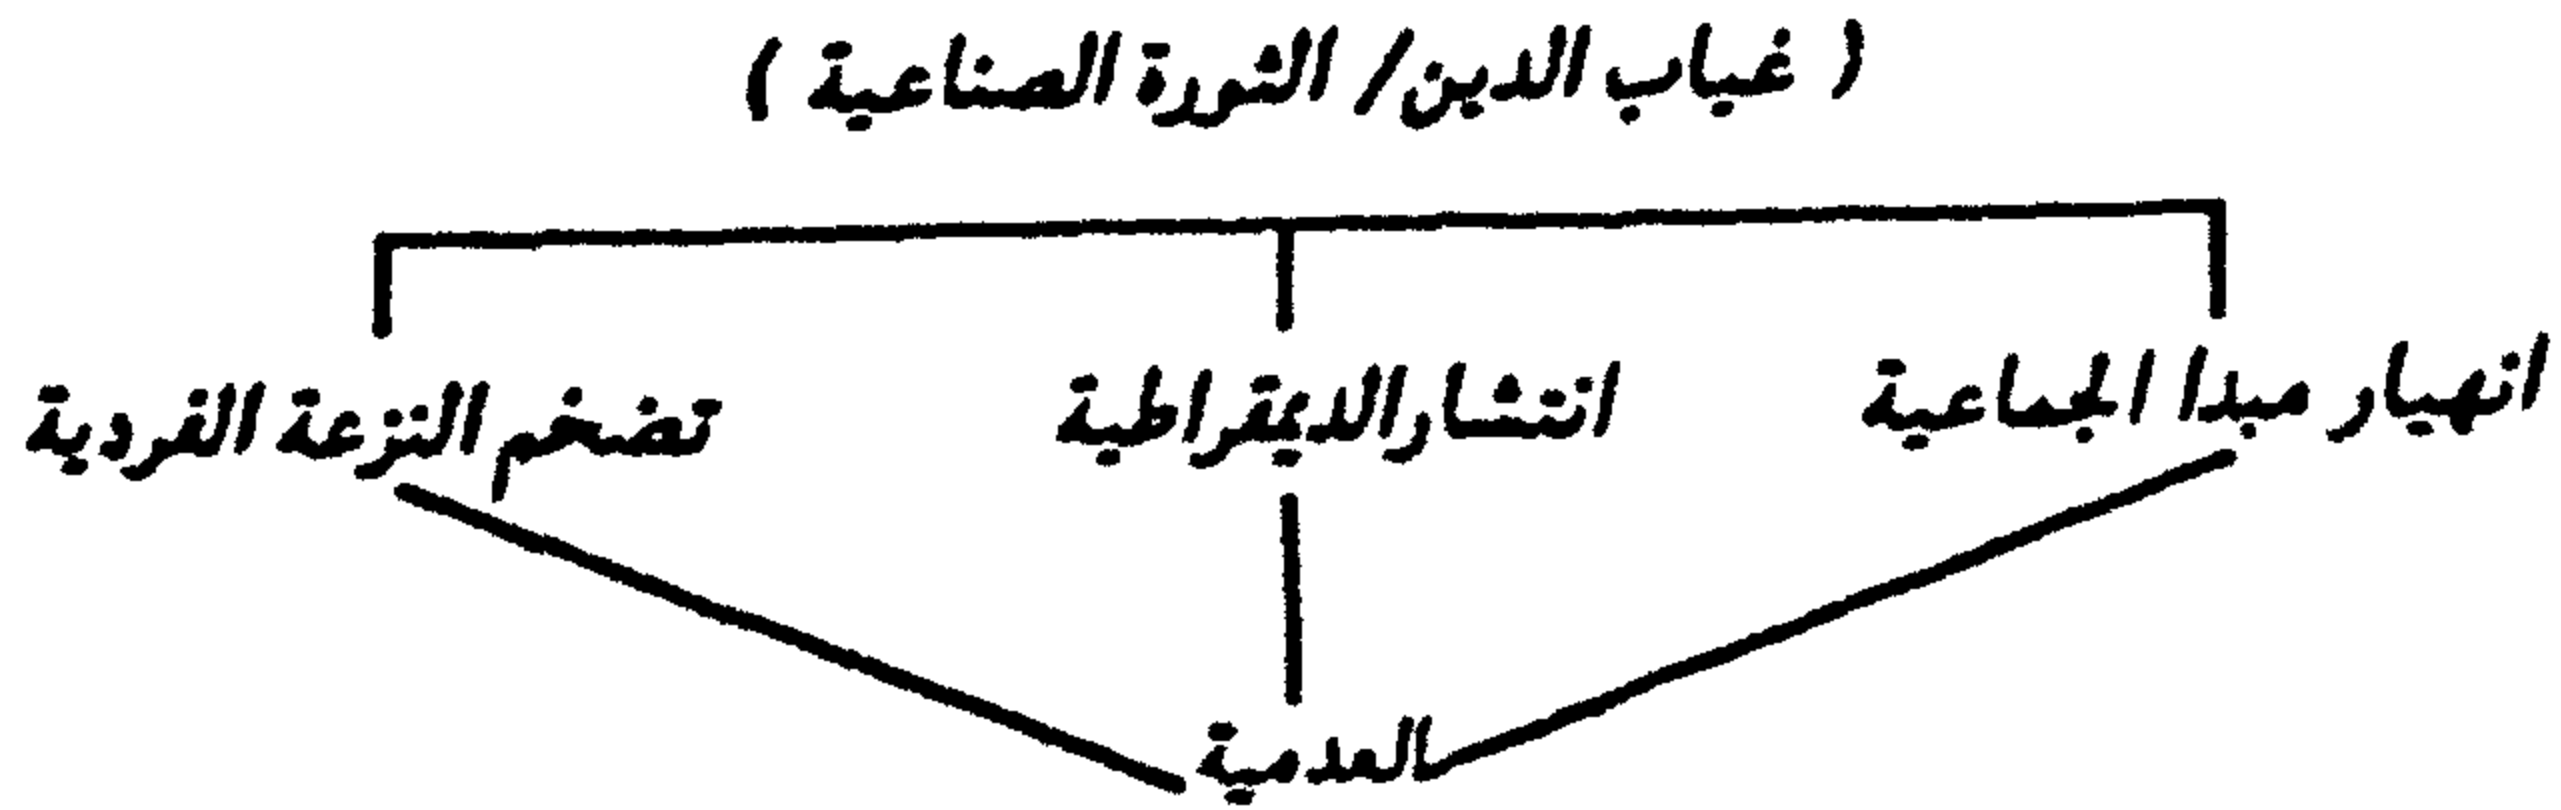 ( غياب الدين / الثورة الصناعية )
انهيار مبدا الجماعية
انتشار الديمقراطية
تضخم النزعة الفردية
العدمية